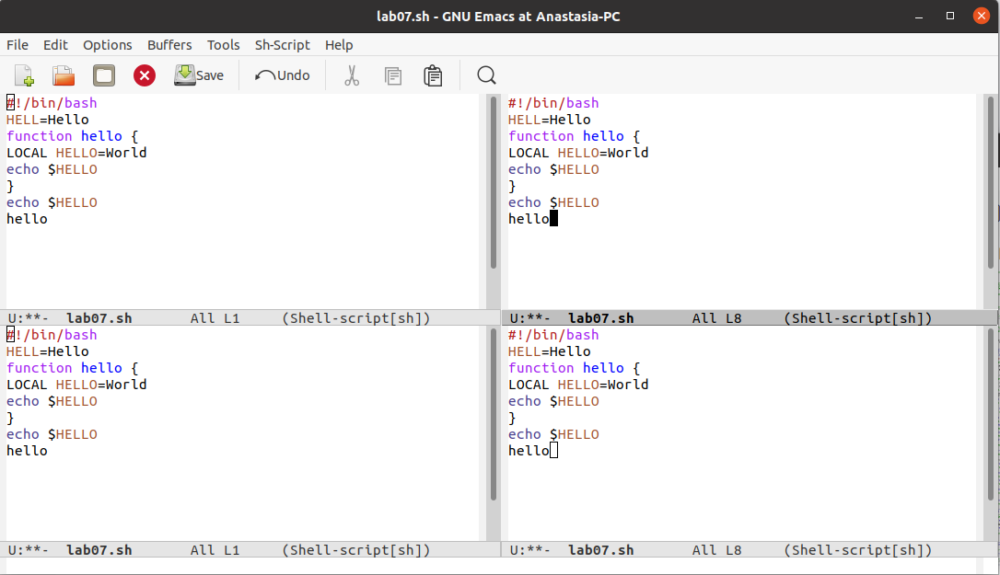 lab07.sh - GNU Emacs at Anastasia-PC
File Edit Options Buffers Tools Sh-Script Help
Save Undo
#!/bin/bash
HELL=Hello
function hello {
LOCAL HELLO=World
echo $HELLO
}
echo $HELLO
hello
U:**- lab07.sh All L1 (Shell-script[sh])
#!/bin/bash
HELL=Hello
function hello {
LOCAL HELLO=World
echo $HELLO
}
echo $HELLO
hello
U:**- lab07.sh All L8 (Shell-script[sh])
#!/bin/bash
HELL=Hello
function hello {
LOCAL HELLO=World
echo $HELLO
}
echo $HELLO
hello
U:**- lab07.sh All L1 (Shell-script[sh])
#!/bin/bash
HELL=Hello
function hello {
LOCAL HELLO=World
echo $HELLO
}
echo $HELLO
hello
U:**- lab07.sh All L8 (Shell-script[sh])